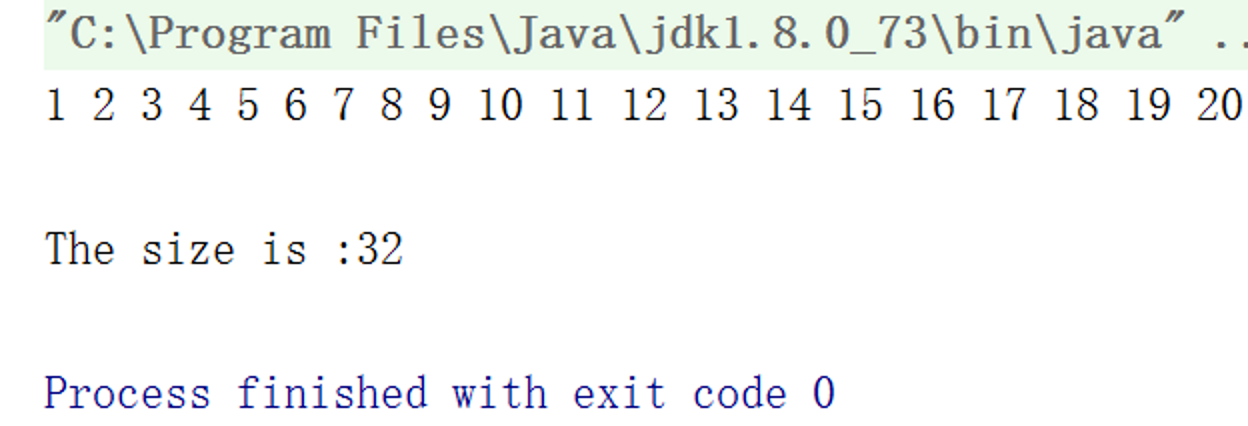 "C:\Program Files\Java\jdk1.8.0_73\bin\java" ..
1 2 3 4 5 6 7 8 9 10 11 12 13 14 15 16 17 18 19 20
The size is :32
Process finished with exit code 0